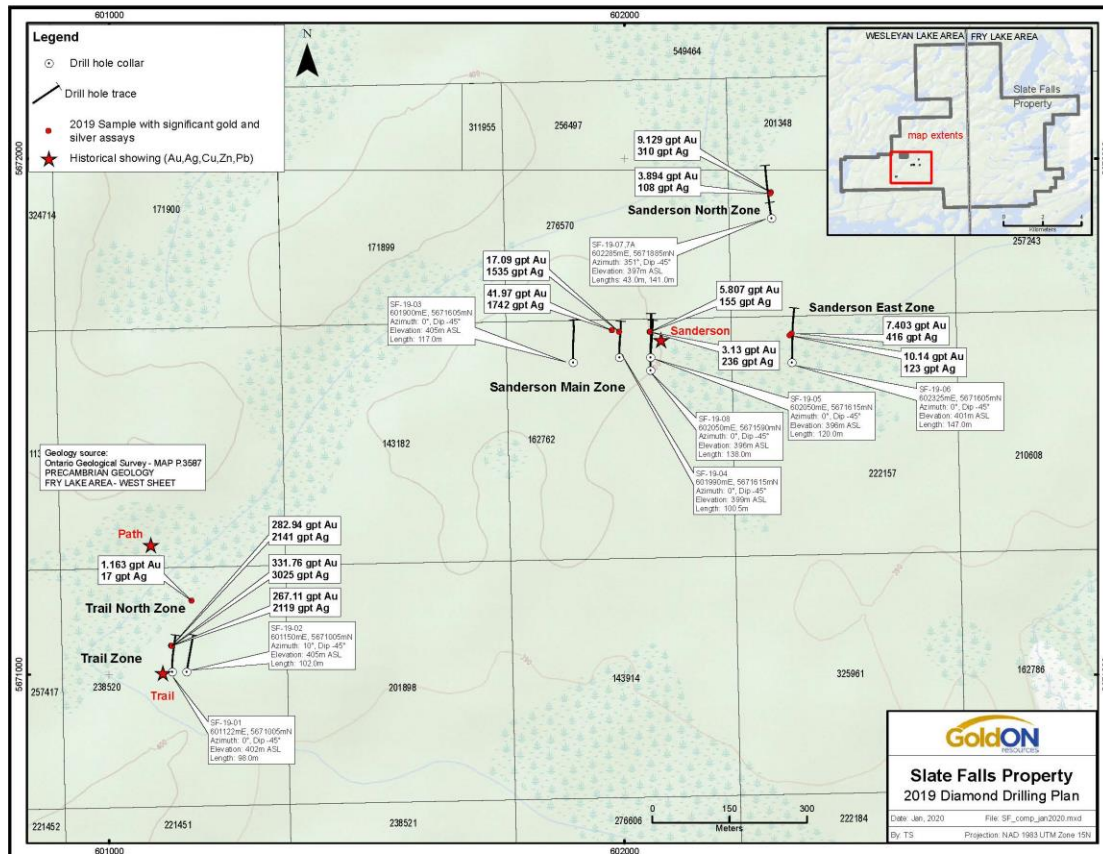 601000
602000
Legend
Drill hole collar
Drill hole trace
2019 Sample with significant gold and
silver assays
Historical showing (Au,Ag,Cu,Zn,Pb)
N
WESLEYAN LAKE AREA
FRY LAKE AREA
Slate Falls
Property
map extents
0 2 4
Kilometers
549464
311955
256497
201348
5672000
5672000
9.129 gpt Au
310 gpt Ag
3.894 gpt Au
108 gpt Ag
Sanderson North Zone
324714
171900
276570
171899
257243
SF-19-07,7A
602285mE, 5671885mN
Azimuth: 351°, Dip -45°
Elevation: 397m ASL
Lengths: 43.0m, 141.0m
17.09 gpt Au
1535 gpt Ag
41.97 gpt Au
1742 gpt Ag
5.807 gpt Au
155 gpt Ag
SF-19-03
601900mE, 5671605mN
Azimuth: 0°, Dip -45°
Elevation: 405m ASL
Length: 117.0m
Sanderson
Sanderson East Zone
7.403 gpt Au
416 gpt Ag
3.13 gpt Au
236 gpt Ag
10.14 gpt Au
123 gpt Ag
Sanderson Main Zone
SF-19-06
602325mE, 5671605mN
Azimuth: 0°, Dip -45°
Elevation: 401m ASL
Length: 147.0m
SF-19-05
602050mE, 5671615mN
Azimuth: 0°, Dip -45°
Elevation: 396m ASL
Length: 120.0m
SF-19-08
602050mE, 5671590mN
Azimuth: 0°, Dip -45°
Elevation: 396m ASL
Length: 138.0m
SF-19-04
601990mE, 5671615mN
Azimuth: 0°, Dip -45°
Elevation: 399m ASL
Length: 100.5m
143182
162762
222157
210608
Geology source:
Ontario Geological Survey - MAP P.3587
PRECAMBRIAN GEOLOGY
FRY LAKE AREA - WEST SHEET
Path
282.94 gpt Au
2141 gpt Ag
1.163 gpt Au
17 gpt Ag
331.76 gpt Au
3025 gpt Ag
267.11 gpt Au
2119 gpt Ag
Trail North Zone
SF-19-02
601150mE, 5671005mN
Azimuth: 10°, Dip -45°
Elevation: 405m ASL
Length: 102.0m
Trail Zone
Trail
5671000
5671000
257417
238520
201898
143914
325961
162786
SF-19-01
601122mE, 5671005mN
Azimuth: 0°, Dip -45°
Elevation: 402m ASL
Length: 98.0m
GoldON
resources
Slate Falls Property
2019 Diamond Drilling Plan
Date: Jan, 2020
File: SF_comp_jan2020.mxd
By: TS
Projection: NAD 1983 UTM Zone 15N
0 150 300
Meters
221452
221451
238521
276606
222184
601000
602000